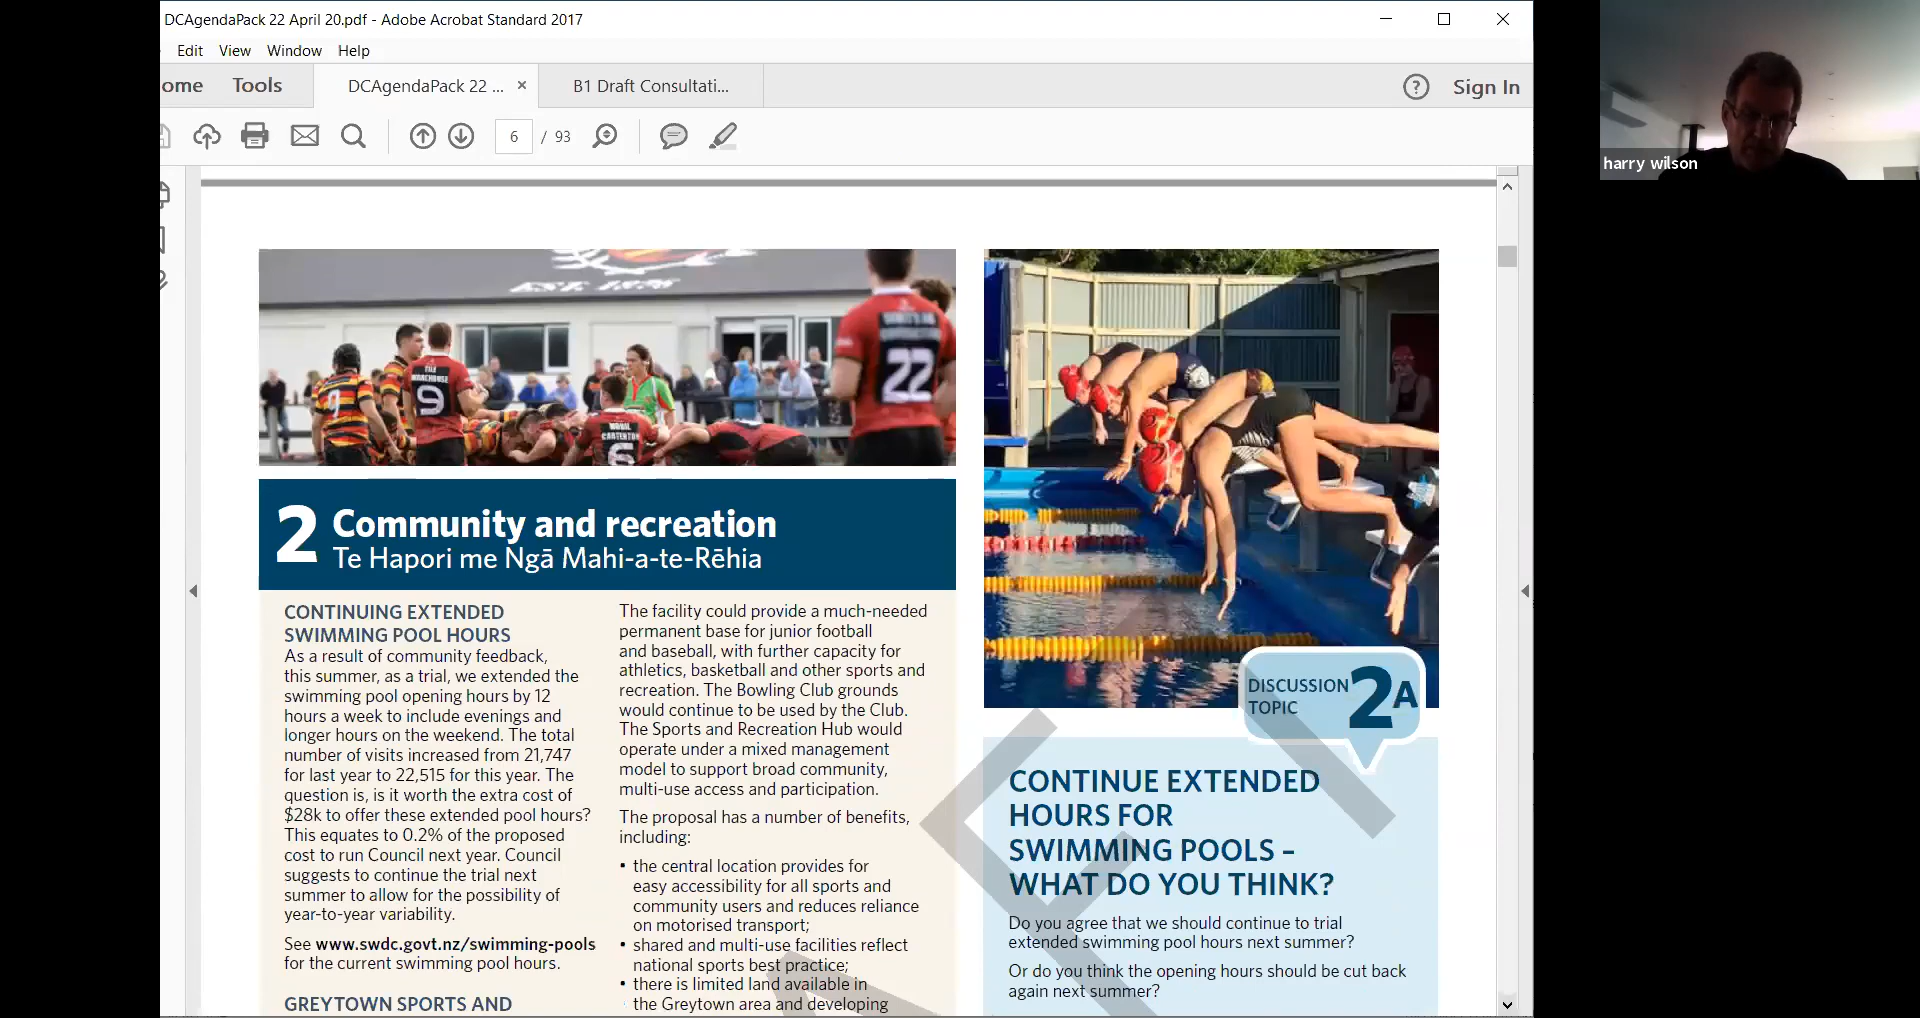 DCAgendaPack 22 April 20.pdf - Adobe Acrobat Standard 2017
Edit View Window Help
ome Tools DCAgendaPack 22 ... × B1 Draft Consultati... Sign In
6 / 93
harry wilson
EST. 1876
22
9
9
CARTERTON
6
2 Community and recreation
Te Hapori me Ngā Mahi-a-te-Rēhia
CONTINUING EXTENDED
SWIMMING POOL HOURS
As a result of community feedback,
this summer, as a trial, we extended the
swimming pool opening hours by 12
hours a week to include evenings and
longer hours on the weekend. The total
number of visits increased from 21,747
for last year to 22,515 for this year. The
question is, is it worth the extra cost of
$28k to offer these extended pool hours?
This equates to 0.2% of the proposed
cost to run Council next year. Council
suggests to continue the trial next
summer to allow for the possibility of
year-to-year variability.
See www.swdc.govt.nz/swimming-pools
for the current swimming pool hours.
GREYTOWN SPORTS AND
The facility could provide a much-needed
permanent base for junior football
and baseball, with further capacity for
athletics, basketball and other sports and
recreation. The Bowling Club grounds
would continue to be used by the Club.
The Sports and Recreation Hub would
operate under a mixed management
model to support broad community,
multi-use access and participation.
The proposal has a number of benefits,
including:
• the central location provides for
easy accessibility for all sports and
community users and reduces reliance
on motorised transport;
• shared and multi-use facilities reflect
national sports best practice;
• there is limited land available in
the Greytown area and developing
DISCUSSION
TOPIC 2A
CONTINUE EXTENDED
HOURS FOR
SWIMMING POOLS –
WHAT DO YOU THINK?
Do you agree that we should continue to trial
extended swimming pool hours next summer?
Or do you think the opening hours should be cut back
again next summer?